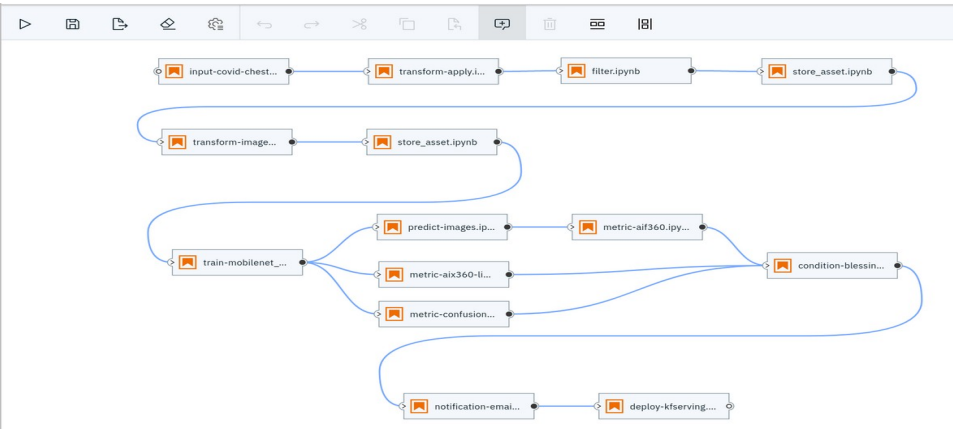 input-covid-chest...
transform-apply.i...
filter.ipynb
store_asset.ipynb
transform-image...
store_asset.ipynb
predict-images.ip...
metric-aif360.ipy...
train-mobilenet_...
metric-aix360-li...
condition-blessin...
metric-confusion...
notification-emai...
deploy-kfserving....